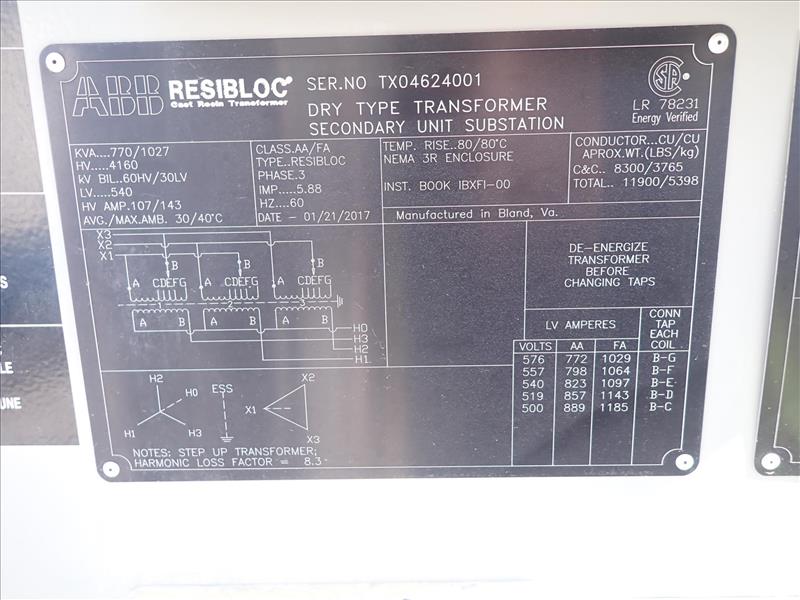 ABB RESIBLOC SER.NO TX04624001
Cast Resin Transformer
DRY TYPE TRANSFORMER
SECONDARY UNIT SUBSTATION
LR 78231
Energy Verified
KVA....770/1027
HV.....4160
kV BIL..60HV/30LV
LV.....540
HV AMP.107/143
AVG./MAX.AMB. 30/40°C
CLASS.AA/FA
TYPE..RESIBLOC
PHASE.3
IMP.....5.88
HZ....60
DATE - 01/21/2017
TEMP. RISE..80/80°C
NEMA 3R ENCLOSURE
INST. BOOK IBXFI-00
CONDUCTOR...CU/CU
APROX.WT.(LBS/kg)
C&C.. 8300/3765
TOTAL.. 11900/5398
Manufactured in Bland, Va.
X3
X2
X1
B B B
A CDEFG A CDEFG A CDEFG
1 2 3
A B A B A B
H0
H3
H2
H1
DE-ENERGIZE
TRANSFORMER
BEFORE
CHANGING TAPS
LV AMPERES
CONN
TAP
EACH
COIL
VOLTS AA FA
576 772 1029 B-G
557 798 1064 B-F
540 823 1097 B-E
519 857 1143 B-D
500 889 1185 B-C
H2
H0
H1 H3
ESS
X2
X1
X3
NOTES: STEP UP TRANSFORMER;
HARMONIC LOSS FACTOR = 8.3
S
LE
UNE